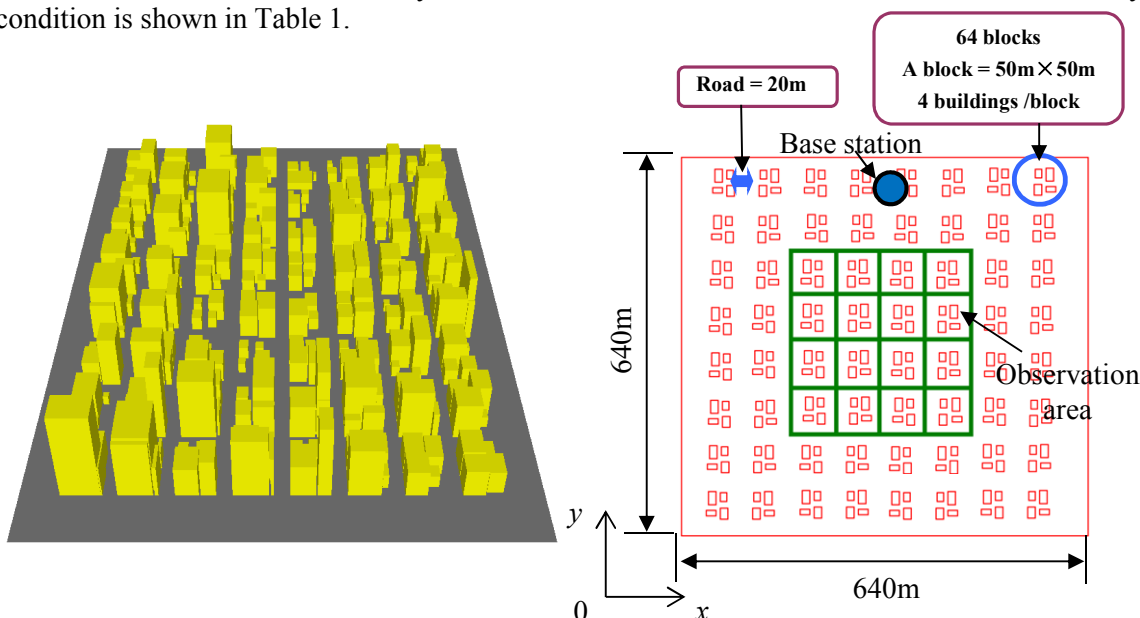 condition is shown in Table 1.
64 blocks
A block = 50m×50m
4 buildings /block
Road = 20m
Base station
640m
Observation
area
y
640m
0
x